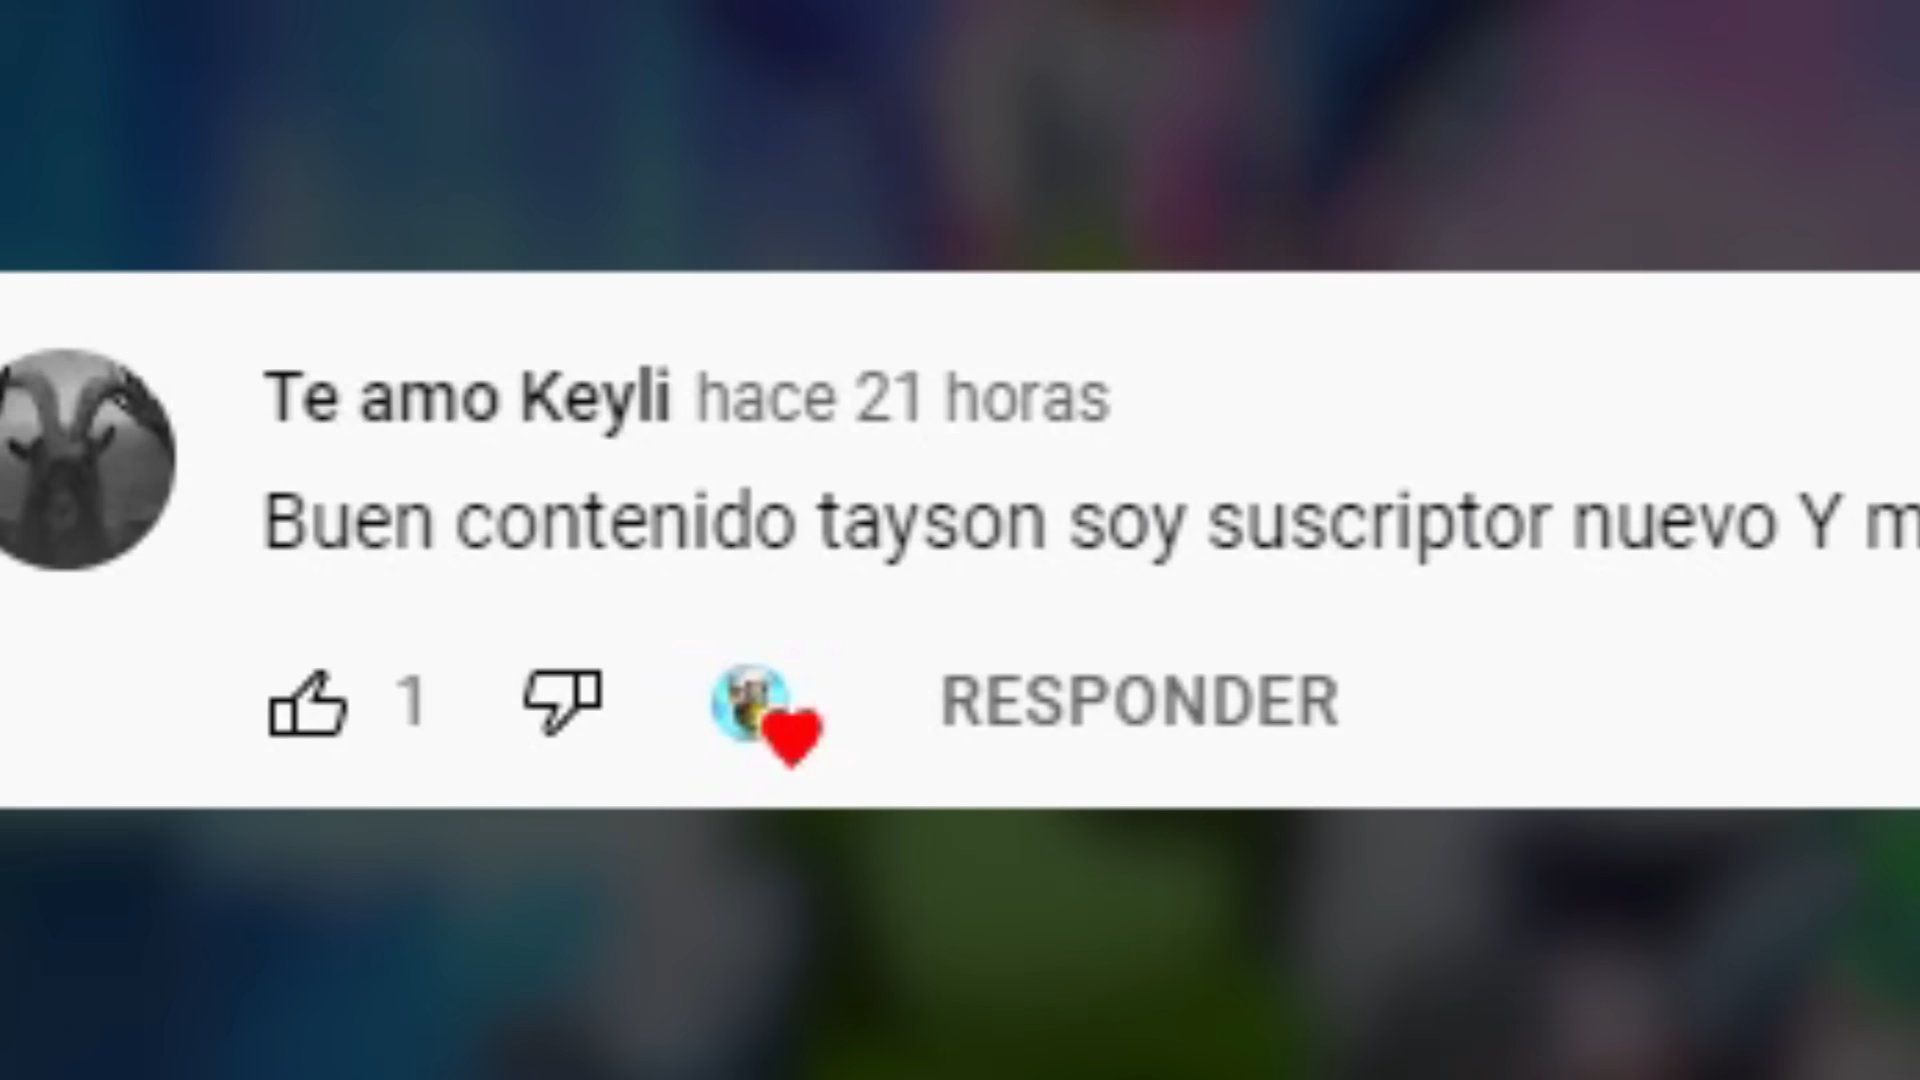 Te amo Keyli hace 21 horas
Buen contenido tayson soy suscriptor nuevo Y
1
RESPONDER